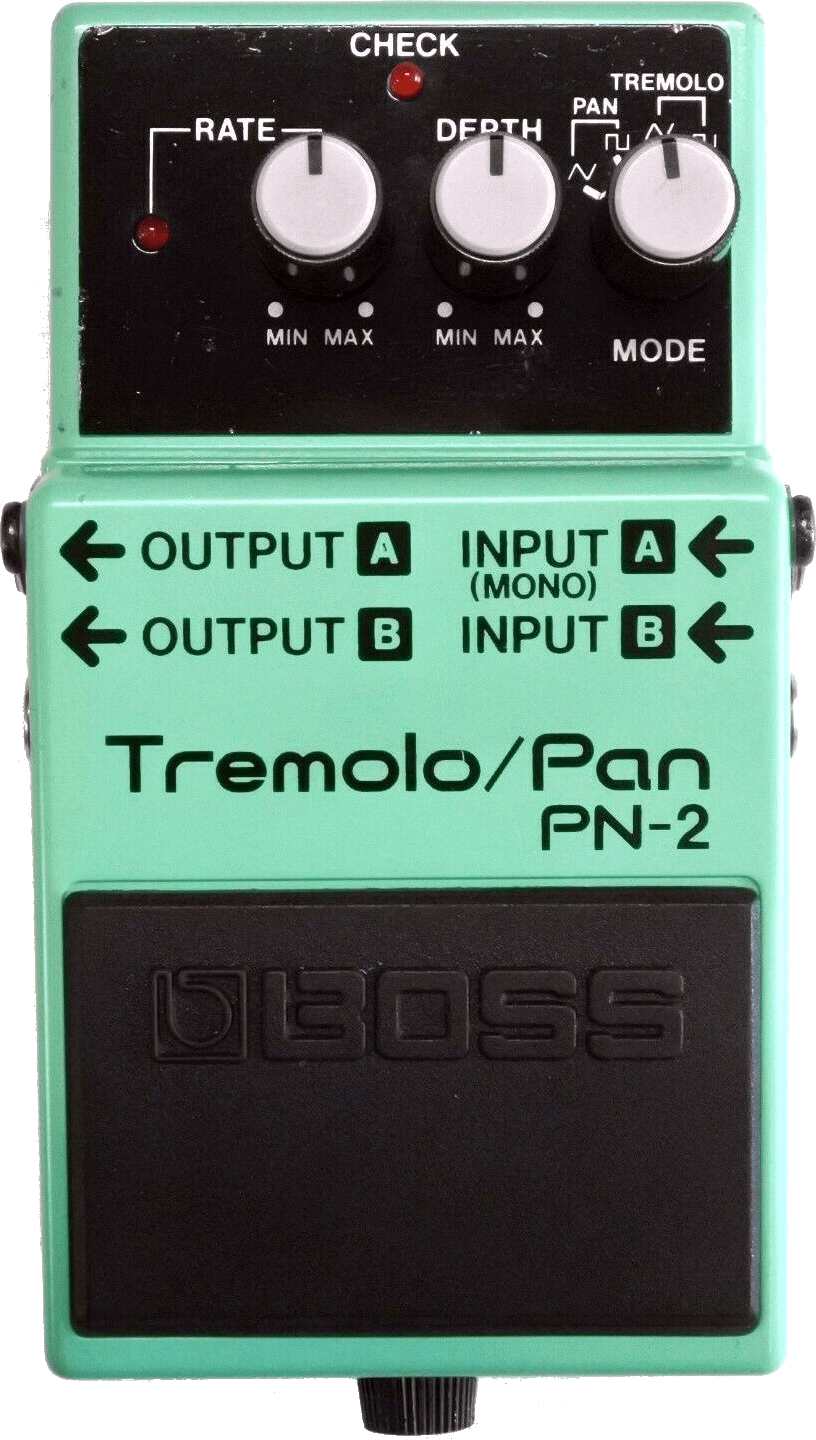 CHECK
TREMOLO
PAN
RATE
DEPTH
MIN MAX
MIN MAX
MODE
OUTPUT A
INPUT A
(MONO)
OUTPUT B
INPUT B
Tremolo/Pan
PN-2
BOSS